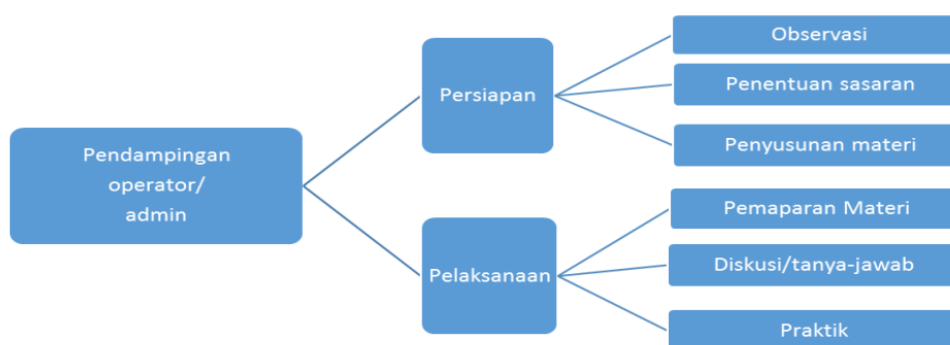 Pendampingan
operator/
admin
Persiapan
Observasi
Penentuan sasaran
Penyusunan materi
Pelaksanaan
Pemaparan Materi
Diskusi/tanya-jawab
Praktik